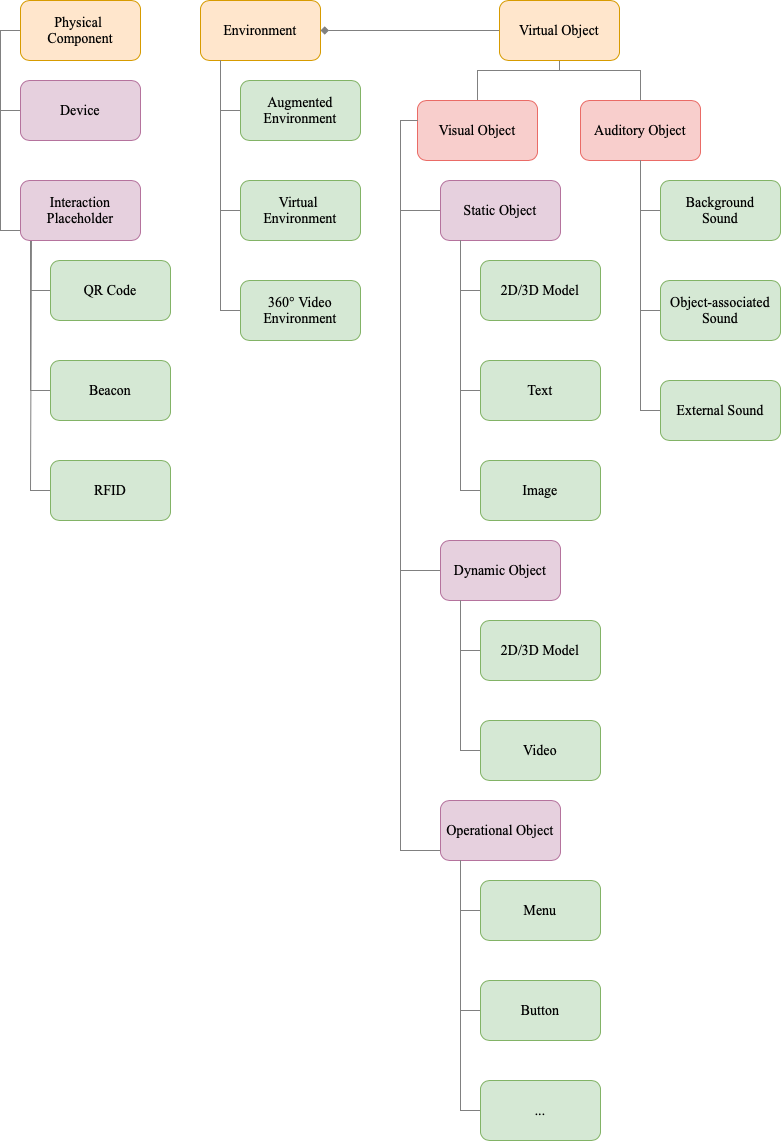 Physical
Component
Environment
Virtual Object
Device
Augmented
Environment
Visual Object
Auditory Object
Interaction
Placeholder
Virtual
Environment
Static Object
Background
Sound
QR Code
360° Video
Environment
2D/3D Model
Object-associated
Sound
Beacon
Text
External Sound
RFID
Image
Dynamic Object
2D/3D Model
Video
Operational Object
Menu
Button
...